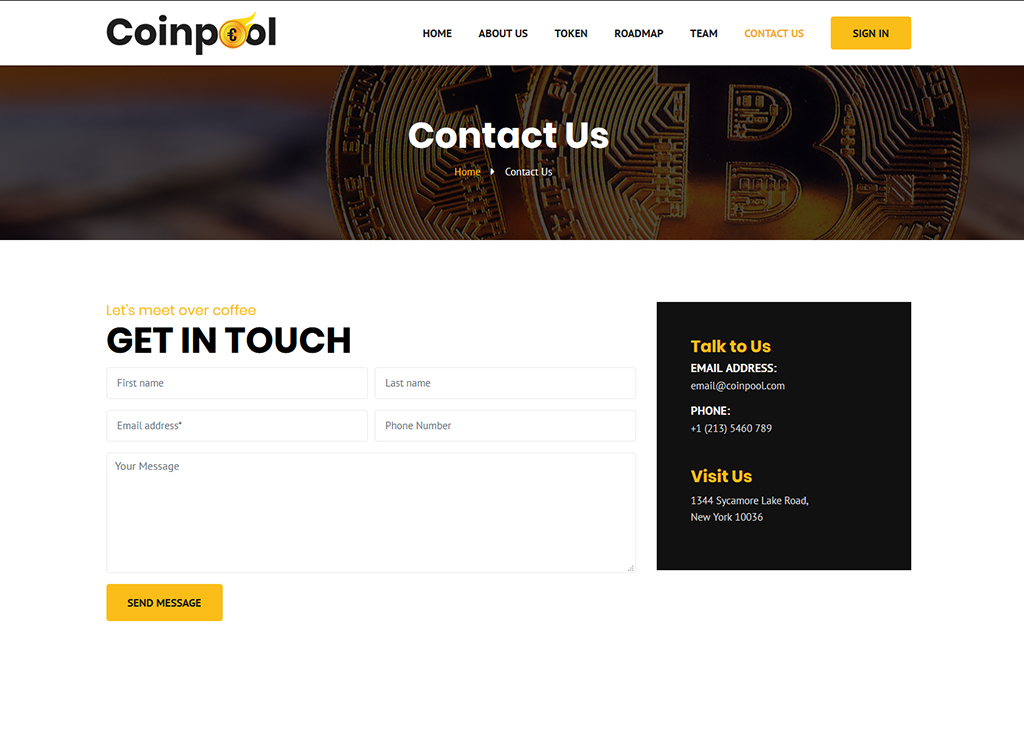 Coinpool
HOME ABOUT US TOKEN ROADMAP TEAM CONTACT US SIGN IN
Contact Us
Home Contact Us
Let's meet over coffee
GET IN TOUCH
First name Last name
Email address* Phone Number
Your Message
SEND MESSAGE
Talk to Us
EMAIL ADDRESS:
email@coinpool.com
PHONE:
+1 (213) 5460 789
Visit Us
1344 Sycamore Lake Road,
New York 10036